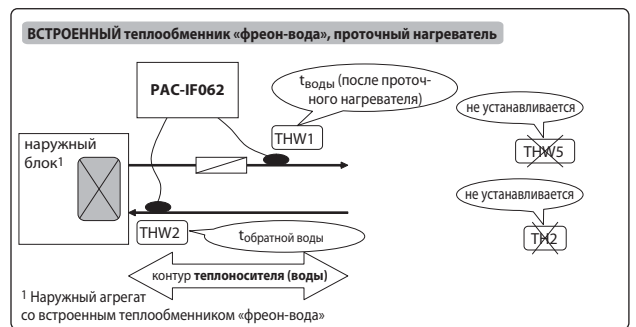 ВСТРОЕННЫЙ теплообменник «фреон-вода», проточный нагреватель
PAC-IF062
tводы (после проточ-
ного нагревателя)
не устанавливается
THW1
THW5
наружный
блок¹
не устанавливается
TH2
THW2
tобратной воды
контур теплоносителя (воды)
¹ Наружный агрегат
со встроенным теплообменником «фреон-вода»